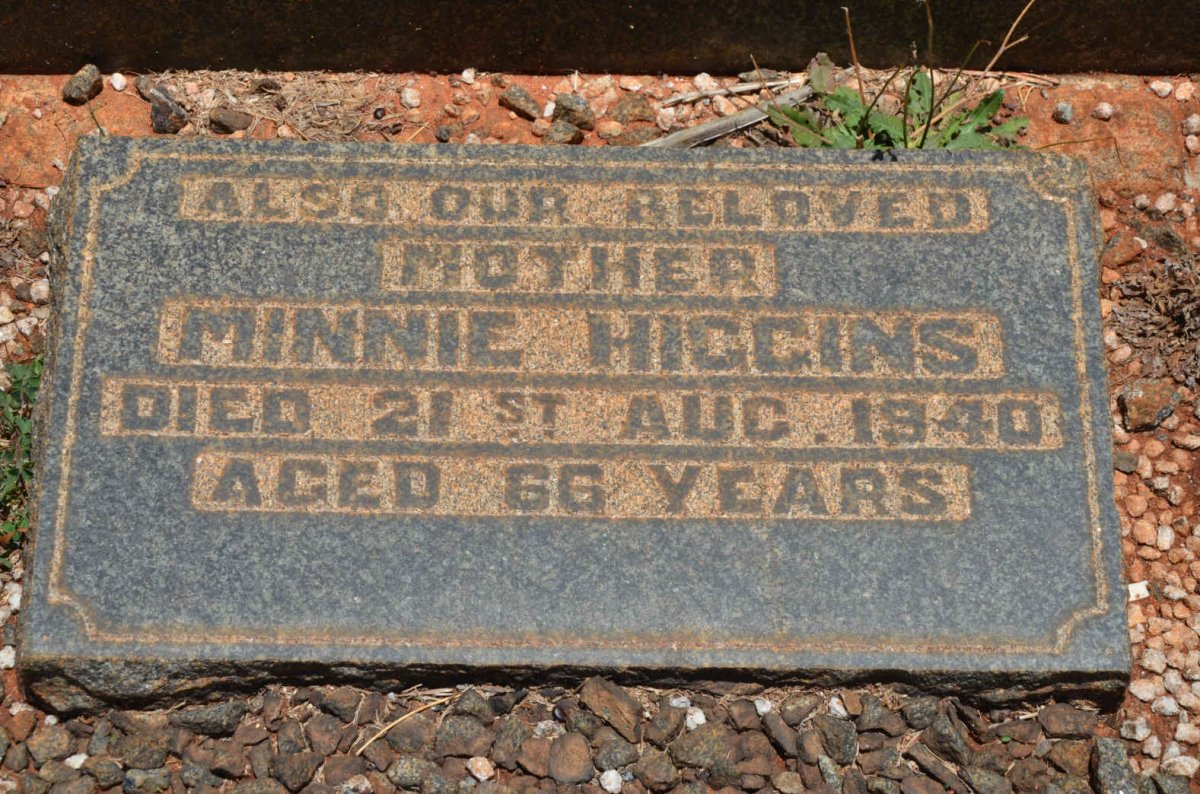 ALSO OUR BELOVED
MOTHER
MINNIE HIGGINS
DIED 21ST AUG. 1940
AGED 66 YEARS